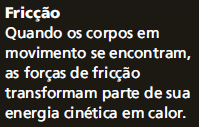 Fricção
Quando os corpos em
movimento se encontram,
as forças de fricção
transformam parte de sua
energia cinética em calor.